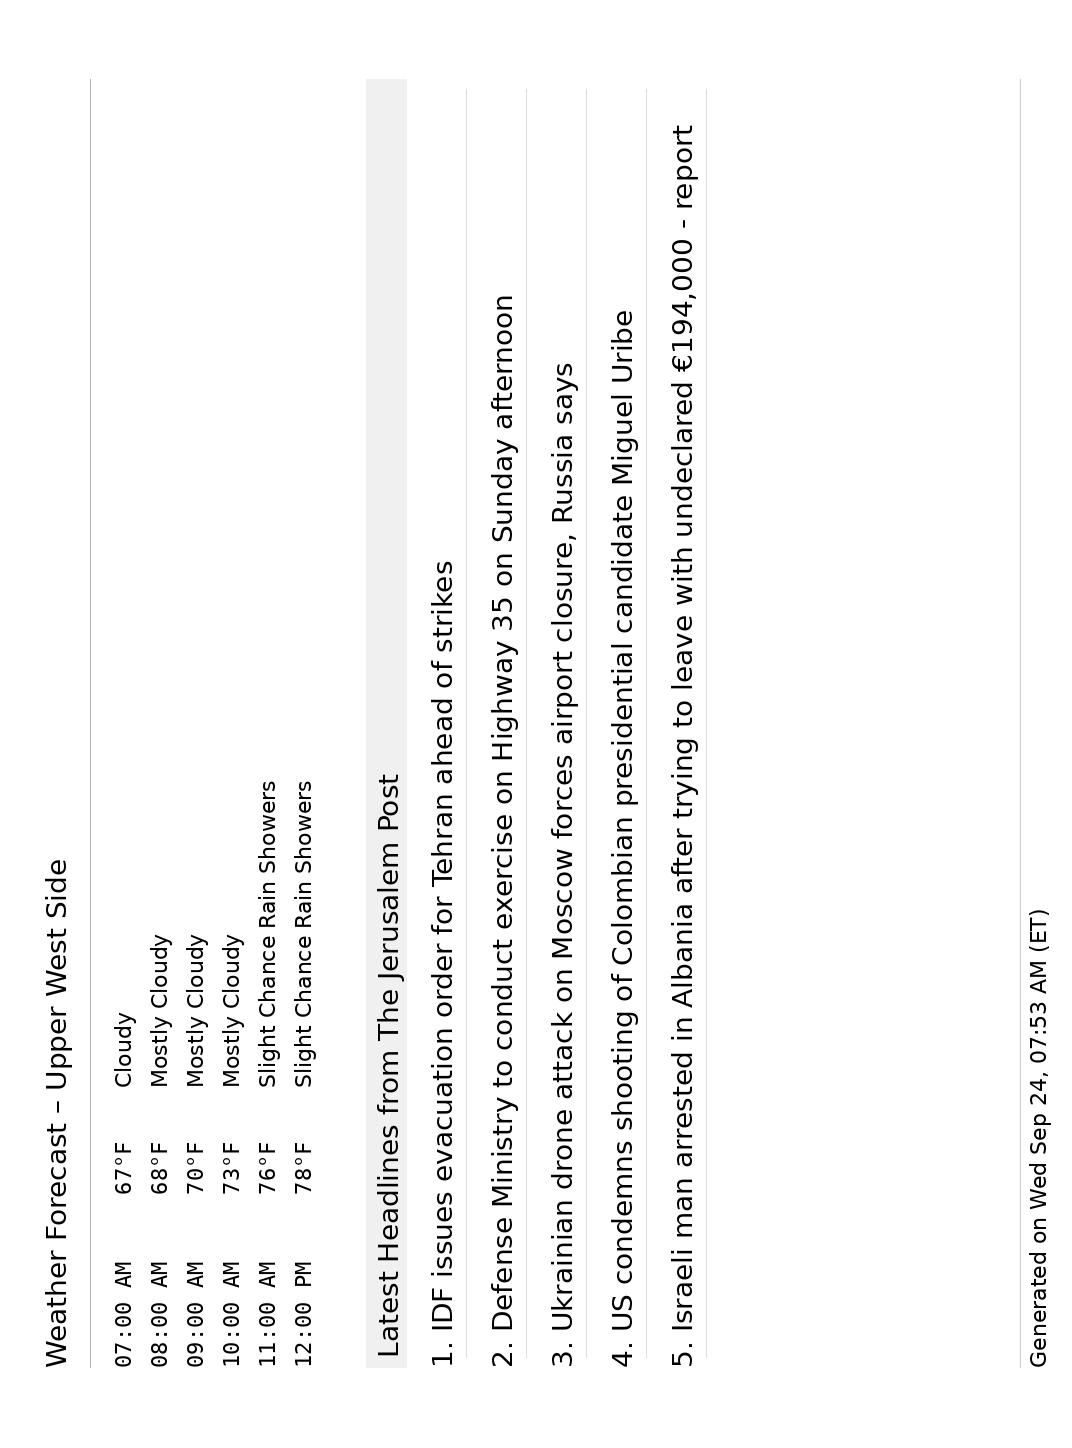 Weather Forecast – Upper West Side
07:00 AM 67°F Cloudy
08:00 AM 68°F Mostly Cloudy
09:00 AM 70°F Mostly Cloudy
10:00 AM 73°F Mostly Cloudy
11:00 AM 76°F Slight Chance Rain Showers
12:00 PM 78°F Slight Chance Rain Showers
Latest Headlines from The Jerusalem Post
1. IDF issues evacuation order for Tehran ahead of strikes
2. Defense Ministry to conduct exercise on Highway 35 on Sunday afternoon
3. Ukrainian drone attack on Moscow forces airport closure, Russia says
4. US condemns shooting of Colombian presidential candidate Miguel Uribe
5. Israeli man arrested in Albania after trying to leave with undeclared €194,000 - report
Generated on Wed Sep 24, 07:53 AM (ET)